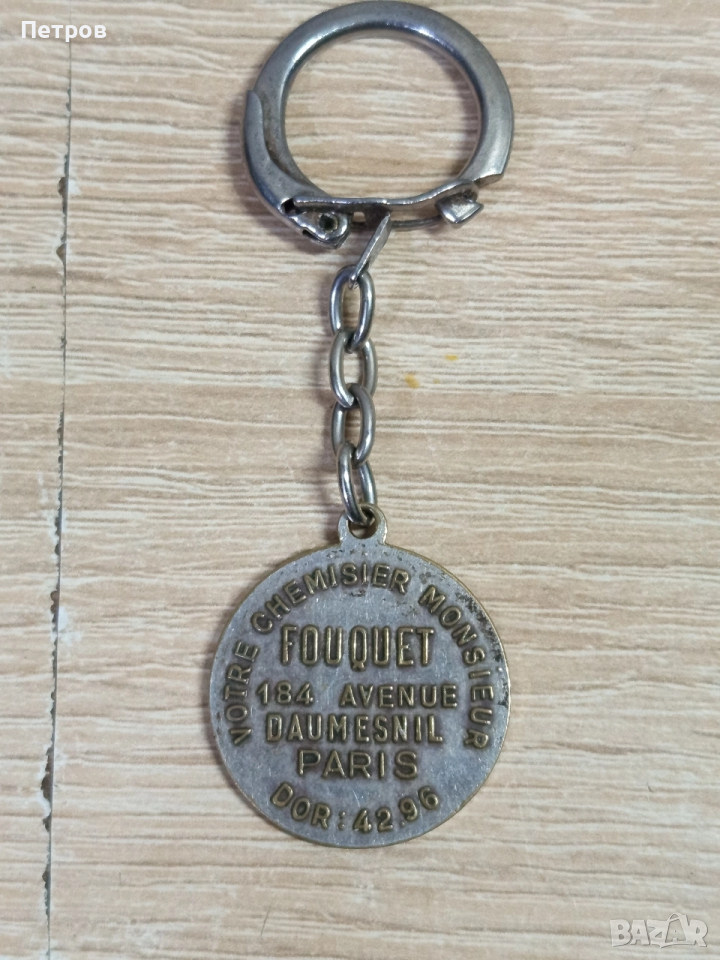 Петров
VOTRE CHEMISIER MONSIEUR
FOUQUET
184 AVENUE
DAUMESNIL
PARIS
DOR: 42.96
BAZAR